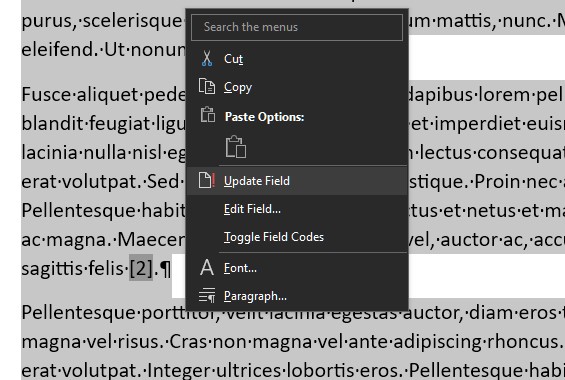 purus,·scelerisque
um·mattis,·nunc.·M
eleifend.·Ut·nonum
Search the menus
Cut
Copy
Paste Options:
Update Field
Edit Field...
Toggle Field Codes
Font...
Paragraph...
Fusce·aliquet·pede
dapibus·lorem·pel
blandit·feugiat·ligu
et·imperdiet·euis
lacinia·nulla·nisl·eg
lectus·consequat
erat·volutpat.·Sed·
stique.·Proin·nec·a
Pellentesque·habit
ctus·et·netus·et·ma
ac·magna.·Maecen
vel,·auctor·ac,·accu
sagittis·felis·[2].¶
Pellentesque·porttitor,·velit·lacinia·egestas·auctor,·diam·eros·t
magna·vel·risus.·Cras·non·magna·vel·ante·adipiscing·rhoncus.
erat·volutpat.·Integer·ultrices·lobortis·eros.·Pellentesque·habi